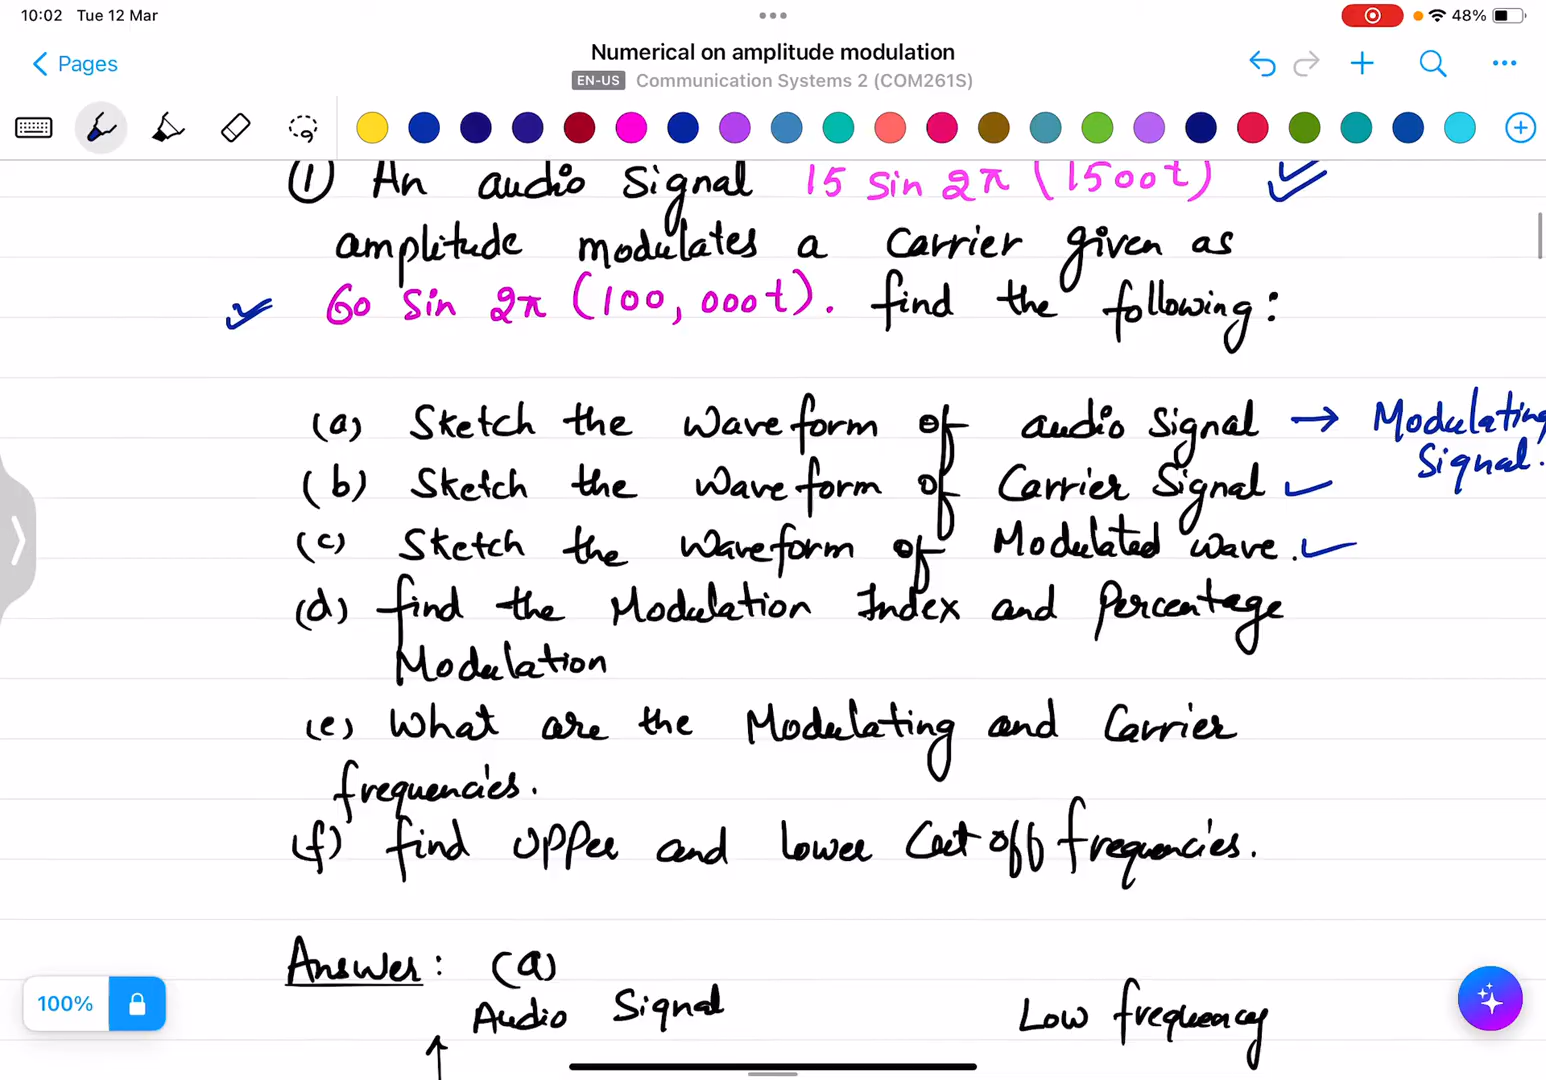 10:02 Tue 12 Mar
48%
Numerical on amplitude modulation
Pages
EN-US Communication Systems 2 (COM261S)
① An audio Signal 15 Sin 2π (1500t)
amplitude modulates a Carrier given as
60 Sin 2π (100,000t). find the following:
(a) Sketch the waveform of audio Signal → Modulating
Signal.
(b) Sketch the waveform of Carrier Signal
(c) Sketch the waveform of Modulated wave.
(d) find the Modulation Index and Percentage
Modulation
(e) What are the Modulating and Carrier
frequencies.
(f) find Upper and lower Cut off frequencies.
Answer: (a)
100%
Audio Signal Low frequency